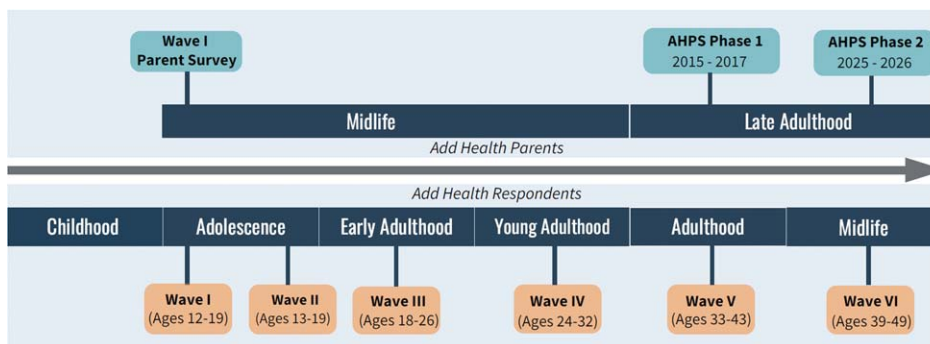 Wave I
Parent Survey
AHPS Phase 1
2015 - 2017
AHPS Phase 2
2025 - 2026
Midlife
Late Adulthood
Add Health Parents
Add Health Respondents
Childhood
Adolescence
Early Adulthood
Young Adulthood
Adulthood
Midlife
Wave I
(Ages 12-19)
Wave II
(Ages 13-19)
Wave III
(Ages 18-26)
Wave IV
(Ages 24-32)
Wave V
(Ages 33-43)
Wave VI
(Ages 39-49)